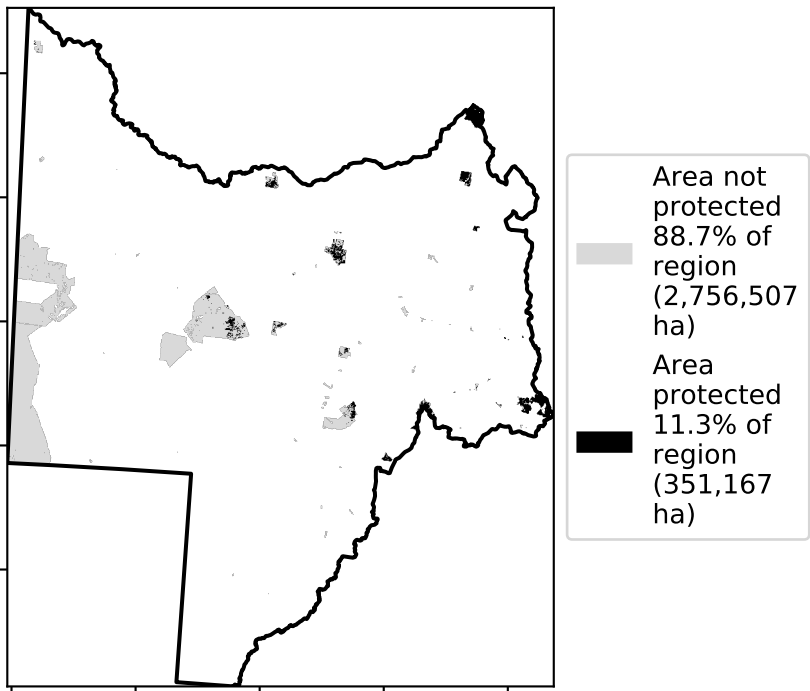 Area not
protected
88.7% of
region
(2,756,507
ha)
Area
protected
11.3% of
region
(351,167
ha)